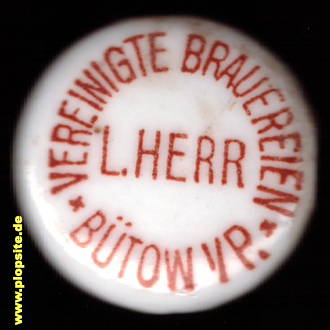 VEREINIGTE BRAUEREIEN
L.HERR
* BÜTOW V P. *
www.plopsite.de